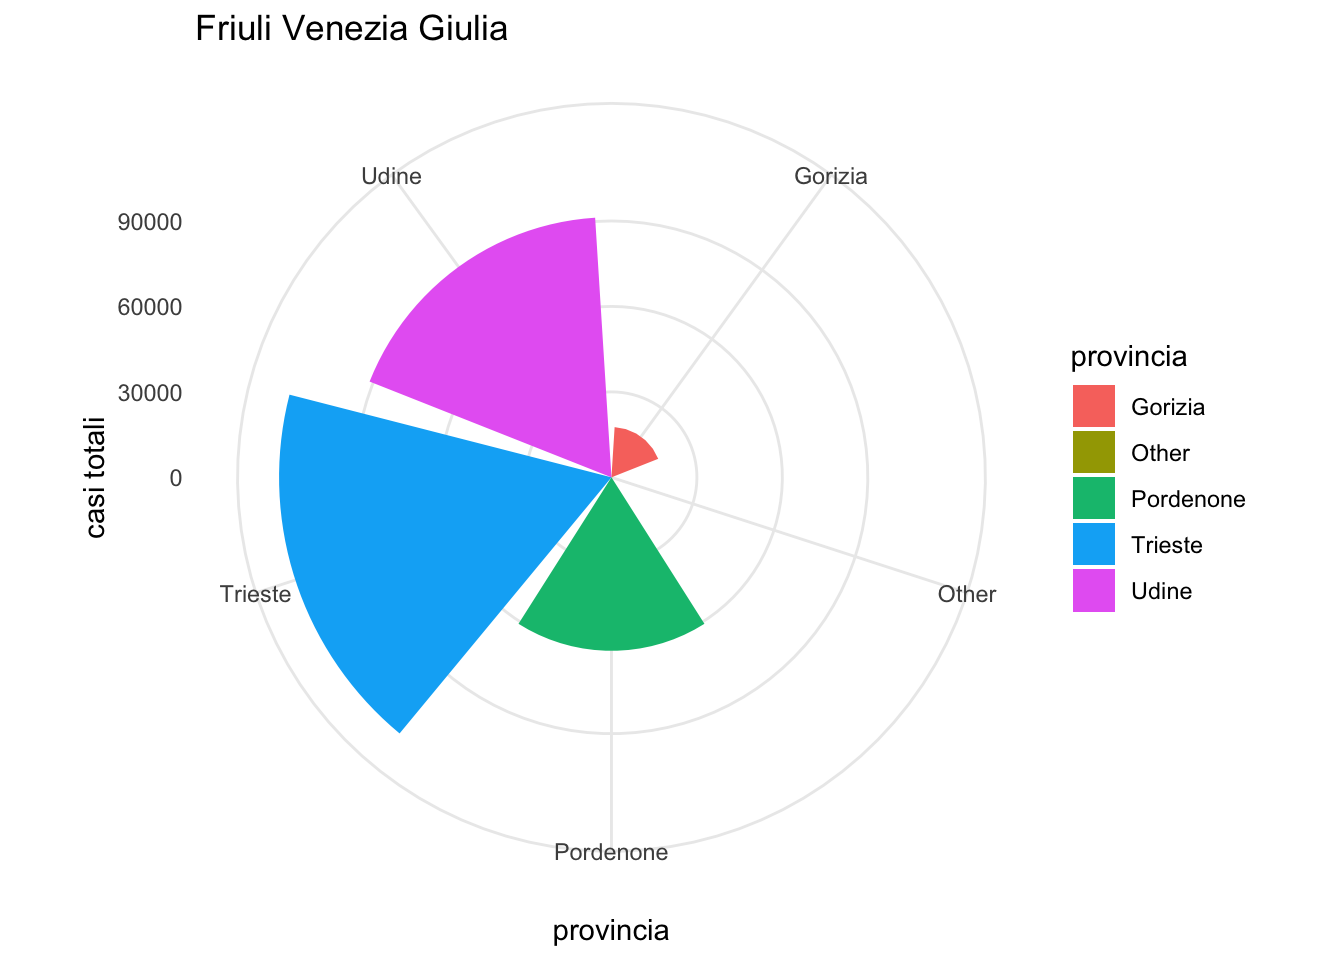 Friuli Venezia Giulia
Udine
Gorizia
90000
60000
30000
0
casi totali
Trieste
Other
Pordenone
provincia
provincia
Gorizia
Other
Pordenone
Trieste
Udine